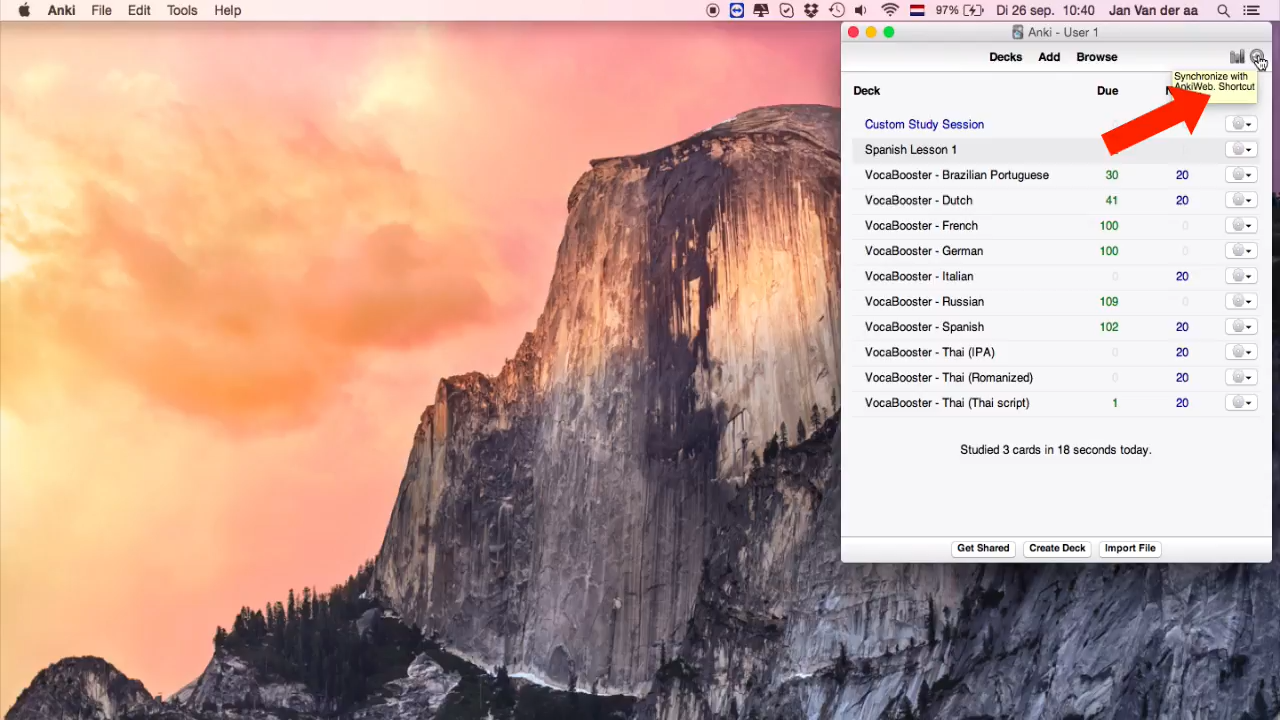 Anki File Edit Tools Help 97% Di 26 sep. 10:40 Jan Van der aa
Anki - User 1
Decks Add Browse
Synchronize with
AnkiWeb. Shortcut
Deck Due
Custom Study Session
Spanish Lesson 1
VocaBooster - Brazilian Portuguese 30 20
VocaBooster - Dutch 41 20
VocaBooster - French 100 0
VocaBooster - German 100 0
VocaBooster - Italian 0 20
VocaBooster - Russian 109 0
VocaBooster - Spanish 102 20
VocaBooster - Thai (IPA) 0 20
VocaBooster - Thai (Romanized) 0 20
VocaBooster - Thai (Thai script) 1 20
Studied 3 cards in 18 seconds today.
Get Shared Create Deck Import File